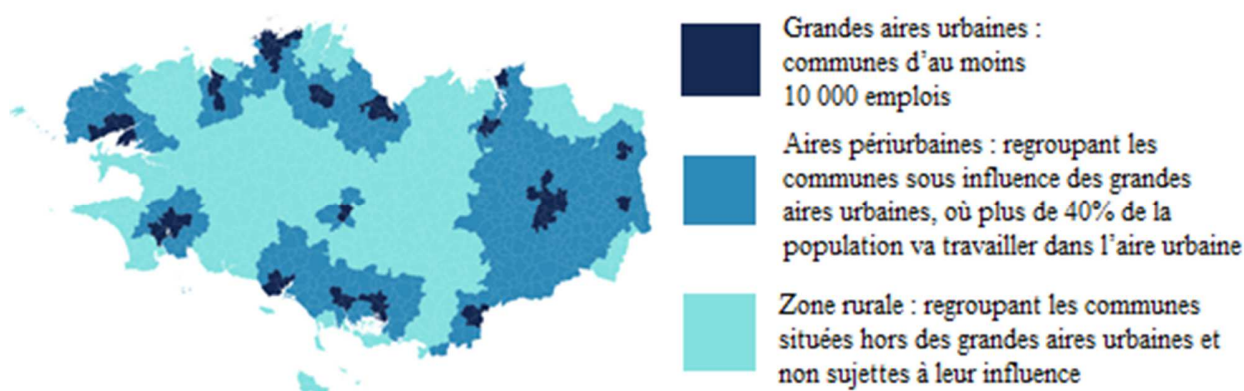 Grandes aires urbaines :
communes d'au moins
10 000 emplois
Aires périurbaines : regroupant les
communes sous influence des grandes
aires urbaines, où plus de 40% de la
population va travailler dans l'aire urbaine
Zone rurale : regroupant les communes
situées hors des grandes aires urbaines et
non sujettes à leur influence